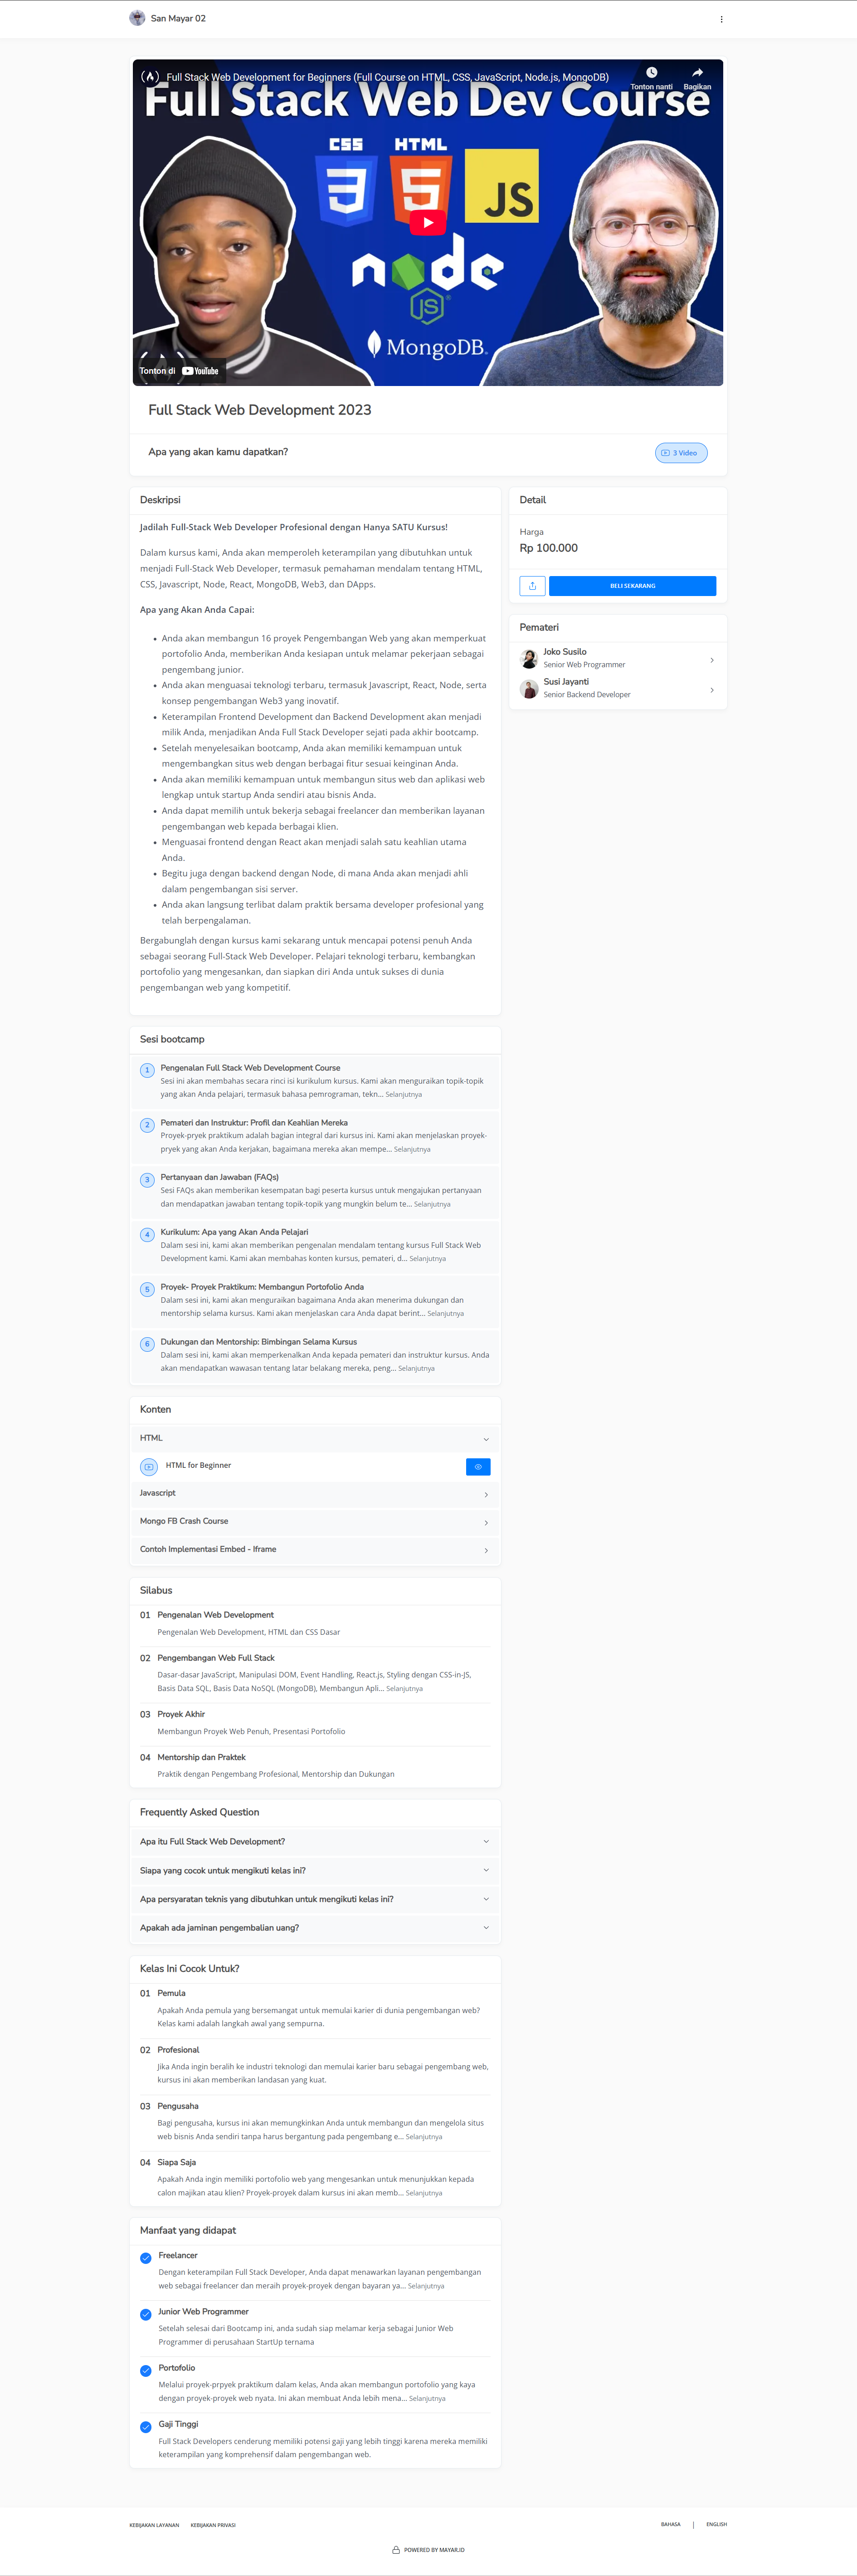 San Mayar 02
Full Stack Web Development for Beginners (Full Course on HTML, CSS, JavaScript, Node.js, MongoDB)
Tonton nanti
Bagikan
Full Stack Web Dev Course
CSS
HTML
3
5
JS
node
JS
MongoDB
Tonton di YouTube
Full Stack Web Development 2023
Apa yang akan kamu dapatkan?
3 Video
Deskripsi
Jadilah Full-Stack Web Developer Profesional dengan Hanya SATU Kursus!
Dalam kursus kami, Anda akan memperoleh keterampilan yang dibutuhkan untuk
menjadi Full-Stack Web Developer, termasuk pemahaman mendalam tentang HTML,
CSS, Javascript, Node, React, MongoDB, Web3, dan DApps.
Apa yang Akan Anda Capai:
• Anda akan membangun 16 proyek Pengembangan Web yang akan memperkuat
portofolio Anda, memberikan Anda kesiapan untuk melamar pekerjaan sebagai
pengembang junior.
• Anda akan menguasai teknologi terbaru, termasuk Javascript, React, Node, serta
konsep pengembangan Web3 yang inovatif.
• Keterampilan Frontend Development dan Backend Development akan menjadi
milik Anda, menjadikan Anda Full Stack Developer sejati pada akhir bootcamp.
• Setelah menyelesaikan bootcamp, Anda akan memiliki kemampuan untuk
mengembangkan situs web dengan berbagai fitur sesuai keinginan Anda.
• Anda akan memiliki kemampuan untuk membangun situs web dan aplikasi web
lengkap untuk startup Anda sendiri atau bisnis Anda.
• Anda dapat memilih untuk bekerja sebagai freelancer dan memberikan layanan
pengembangan web kepada berbagai klien.
• Menguasai frontend dengan React akan menjadi salah satu keahlian utama
Anda.
• Begitu juga dengan backend dengan Node, di mana Anda akan menjadi ahli
dalam pengembangan sisi server.
• Anda akan langsung terlibat dalam praktik bersama developer profesional yang
telah berpengalaman.
Bergabunglah dengan kursus kami sekarang untuk mencapai potensi penuh Anda
sebagai seorang Full-Stack Web Developer. Pelajari teknologi terbaru, kembangkan
portofolio yang mengesankan, dan siapkan diri Anda untuk sukses di dunia
pengembangan web yang kompetitif.
Detail
Harga
Rp 100.000
BELI SEKARANG
Pemateri
Joko Susilo
Senior Web Programmer
Susi Jayanti
Senior Backend Developer
Sesi bootcamp
1 Pengenalan Full Stack Web Development Course
Sesi ini akan membahas secara rinci isi kurikulum kursus. Kami akan menguraikan topik-topik
yang akan Anda pelajari, termasuk bahasa pemrograman, tekn... Selanjutnya
2 Pemateri dan Instruktur: Profil dan Keahlian Mereka
Proyek-pryek praktikum adalah bagian integral dari kursus ini. Kami akan menjelaskan proyek-
pryek yang akan Anda kerjakan, bagaimana mereka akan mempe... Selanjutnya
3 Pertanyaan dan Jawaban (FAQs)
Sesi FAQs akan memberikan kesempatan bagi peserta kursus untuk mengajukan pertanyaan
dan mendapatkan jawaban tentang topik-topik yang mungkin belum te... Selanjutnya
4 Kurikulum: Apa yang Akan Anda Pelajari
Dalam sesi ini, kami akan memberikan pengenalan mendalam tentang kursus Full Stack Web
Development kami. Kami akan membahas konten kursus, pemateri, d... Selanjutnya
5 Proyek- Proyek Praktikum: Membangun Portofolio Anda
Dalam sesi ini, kami akan menguraikan bagaimana Anda akan menerima dukungan dan
mentorship selama kursus. Kami akan menjelaskan cara Anda dapat berint... Selanjutnya
6 Dukungan dan Mentorship: Bimbingan Selama Kursus
Dalam sesi ini, kami akan memperkenalkan Anda kepada pemateri dan instruktur kursus. Anda
akan mendapatkan wawasan tentang latar belakang mereka, peng... Selanjutnya
Konten
HTML
HTML for Beginner
Javascript
Mongo FB Crash Course
Contoh Implementasi Embed - Iframe
Silabus
01 Pengenalan Web Development
Pengenalan Web Development, HTML dan CSS Dasar
02 Pengembangan Web Full Stack
Dasar-dasar JavaScript, Manipulasi DOM, Event Handling, React.js, Styling dengan CSS-in-JS,
Basis Data SQL, Basis Data NoSQL (MongoDB), Membangun Apli... Selanjutnya
03 Proyek Akhir
Membangun Proyek Web Penuh, Presentasi Portofolio
04 Mentorship dan Praktek
Praktik dengan Pengembang Profesional, Mentorship dan Dukungan
Frequently Asked Question
Apa itu Full Stack Web Development?
Siapa yang cocok untuk mengikuti kelas ini?
Apa persyaratan teknis yang dibutuhkan untuk mengikuti kelas ini?
Apakah ada jaminan pengembalian uang?
Kelas Ini Cocok Untuk?
01 Pemula
Apakah Anda pemula yang bersemangat untuk memulai karier di dunia pengembangan web?
Kelas kami adalah langkah awal yang sempurna.
02 Profesional
Jika Anda ingin beralih ke industri teknologi dan memulai karier baru sebagai pengembang web,
kursus ini akan memberikan landasan yang kuat.
03 Pengusaha
Bagi pengusaha, kursus ini akan memungkinkan Anda untuk membangun dan mengelola situs
web bisnis Anda sendiri tanpa harus bergantung pada pengembang e... Selanjutnya
04 Siapa Saja
Apakah Anda ingin memiliki portofolio web yang mengesankan untuk menunjukkan kepada
calon majikan atau klien? Proyek-proyek dalam kursus ini akan memb... Selanjutnya
Manfaat yang didapat
Freelancer
Dengan keterampilan Full Stack Developer, Anda dapat menawarkan layanan pengembangan
web sebagai freelancer dan meraih proyek-proyek dengan bayaran ya... Selanjutnya
Junior Web Programmer
Setelah selesai dari Bootcamp ini, anda sudah siap melamar kerja sebagai Junior Web
Programmer di perusahaan StartUp ternama
Portofolio
Melalui proyek-prpyek praktikum dalam kelas, Anda akan membangun portofolio yang kaya
dengan proyek-proyek web nyata. Ini akan membuat Anda lebih mena... Selanjutnya
Gaji Tinggi
Full Stack Developers cenderung memiliki potensi gaji yang lebih tinggi karena mereka memiliki
keterampilan yang komprehensif dalam pengembangan web.
KEBIJAKAN LAYANAN KEBIJAKAN PRIVASI
BAHASA | ENGLISH
POWERED BY MAYAR.ID